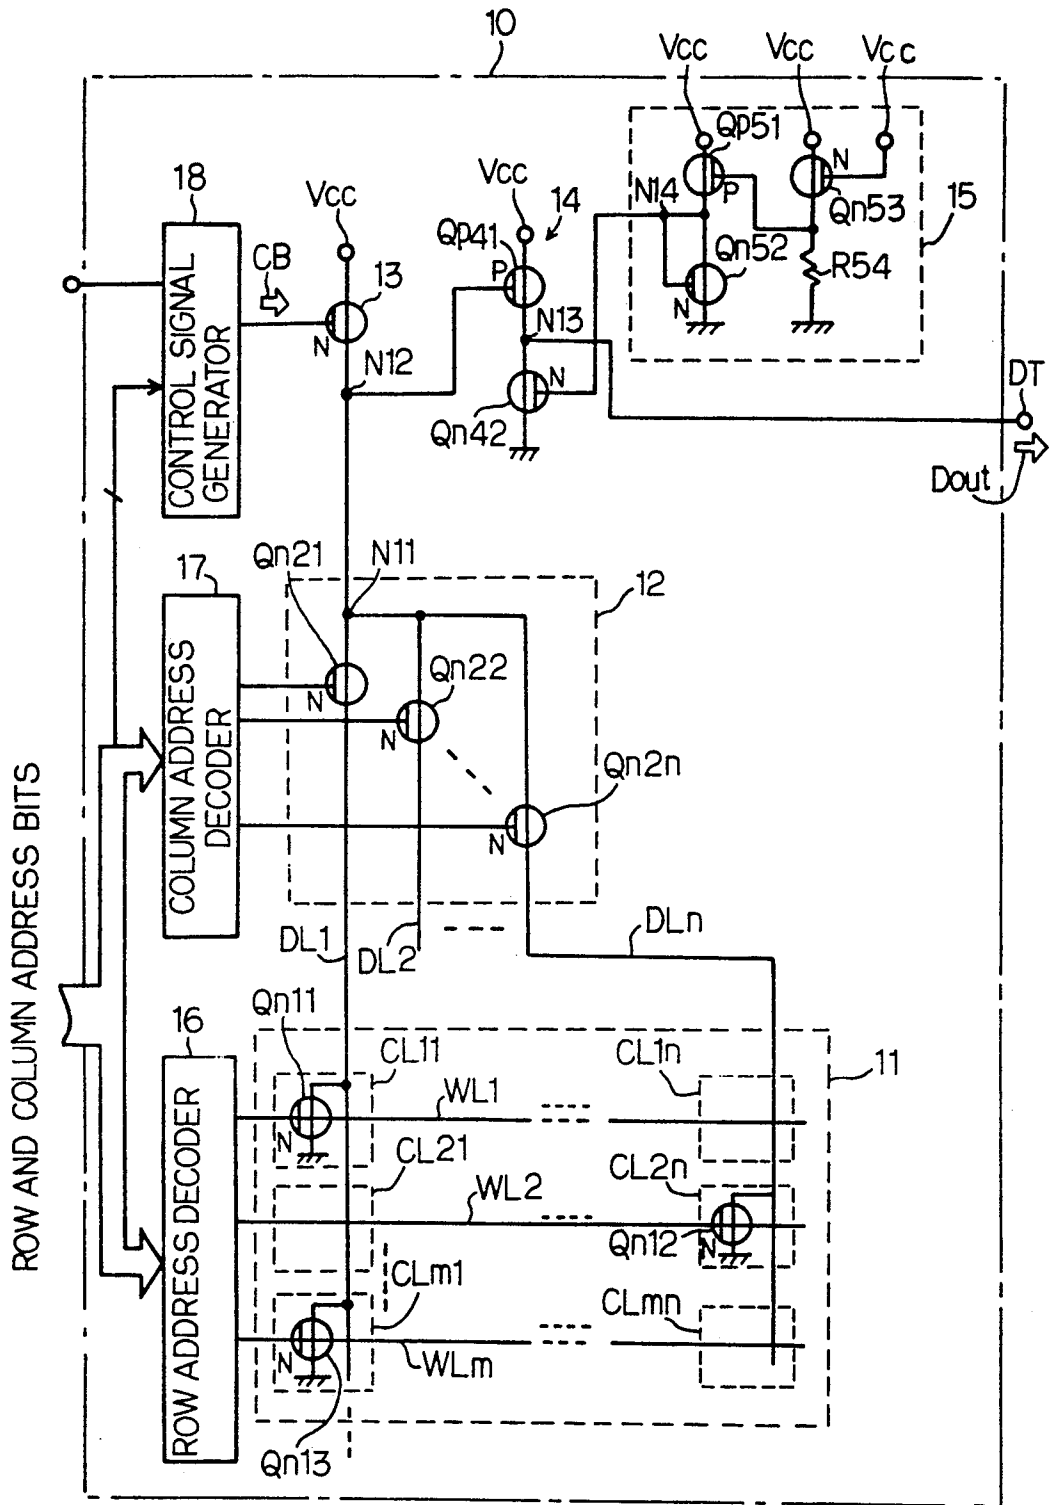 10
Vcc
Vcc
Vcc
Qp51
N
P
Qn53
N14
Qn52
N
R54
15
18
CONTROL SIGNAL
GENERATOR
CB
Vcc
13
N
N12
Vcc
14
Qp41
P
N13
N
Qn42
DT
Dout
17
COLUMN ADDRESS
DECODER
Qn21
N11
12
N
Qn22
N
Qn2n
N
DL1
DL2
DLn
ROW AND COLUMN ADDRESS BITS
16
ROW ADDRESS DECODER
Qn11
CL11
CL1n
11
WL1
N
CL21
CL2n
WL2
Qn12
N
CLm1
CLmn
N
WLm
Qn13